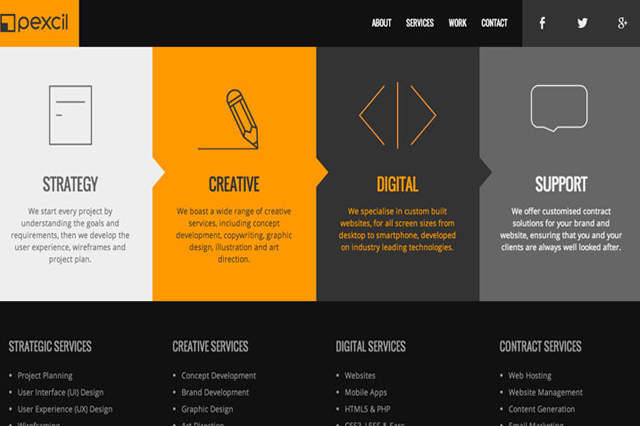 pexcil
ABOUT SERVICES WORK CONTACT
STRATEGY
We start every project by
understanding the goals and
requirements, then we develop the
user experience, wireframes and
project plan.
CREATIVE
We boast a wide range of creative
services, including concept
development, copywriting, graphic
design, illustration and art
direction.
DIGITAL
We specialise in custom built
websites, for all screen sizes from
desktop to smartphone, developed
on industry leading technologies.
SUPPORT
We offer customised contract
solutions for your brand and
website, ensuring that you and your
clients are always well looked after.
STRATEGIC SERVICES
• Project Planning
• User Interface (UI) Design
• User Experience (UX) Design
• Wireframing
CREATIVE SERVICES
• Concept Development
• Brand Development
• Graphic Design
• Art Direction
DIGITAL SERVICES
• Websites
• Mobile Apps
• HTML5 & PHP
• CSS3, LESS & Sass
CONTRACT SERVICES
• Web Hosting
• Website Management
• Content Generation
• Email Marketing